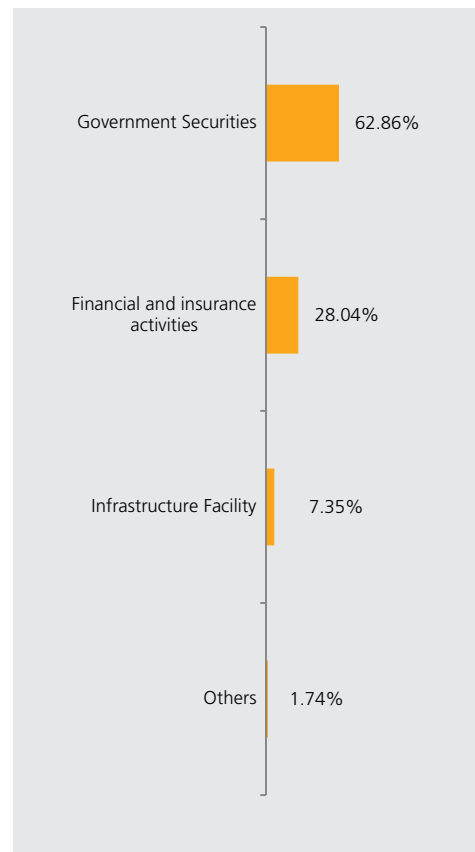 Government Securities 62.86%
Financial and insurance
activities 28.04%
Infrastructure Facility 7.35%
Others 1.74%